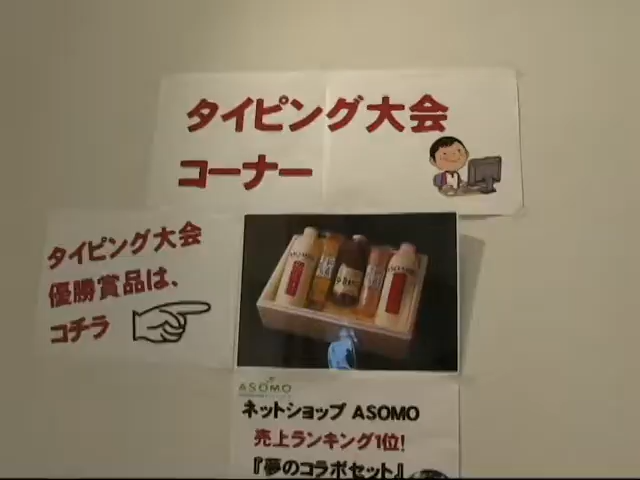 タイピング大会
コーナー
タイピング大会
優勝賞品は、
コチラ
ASOMO
ネットショップ ASOMO
売上ランキング1位!
『夢のコラボセット』